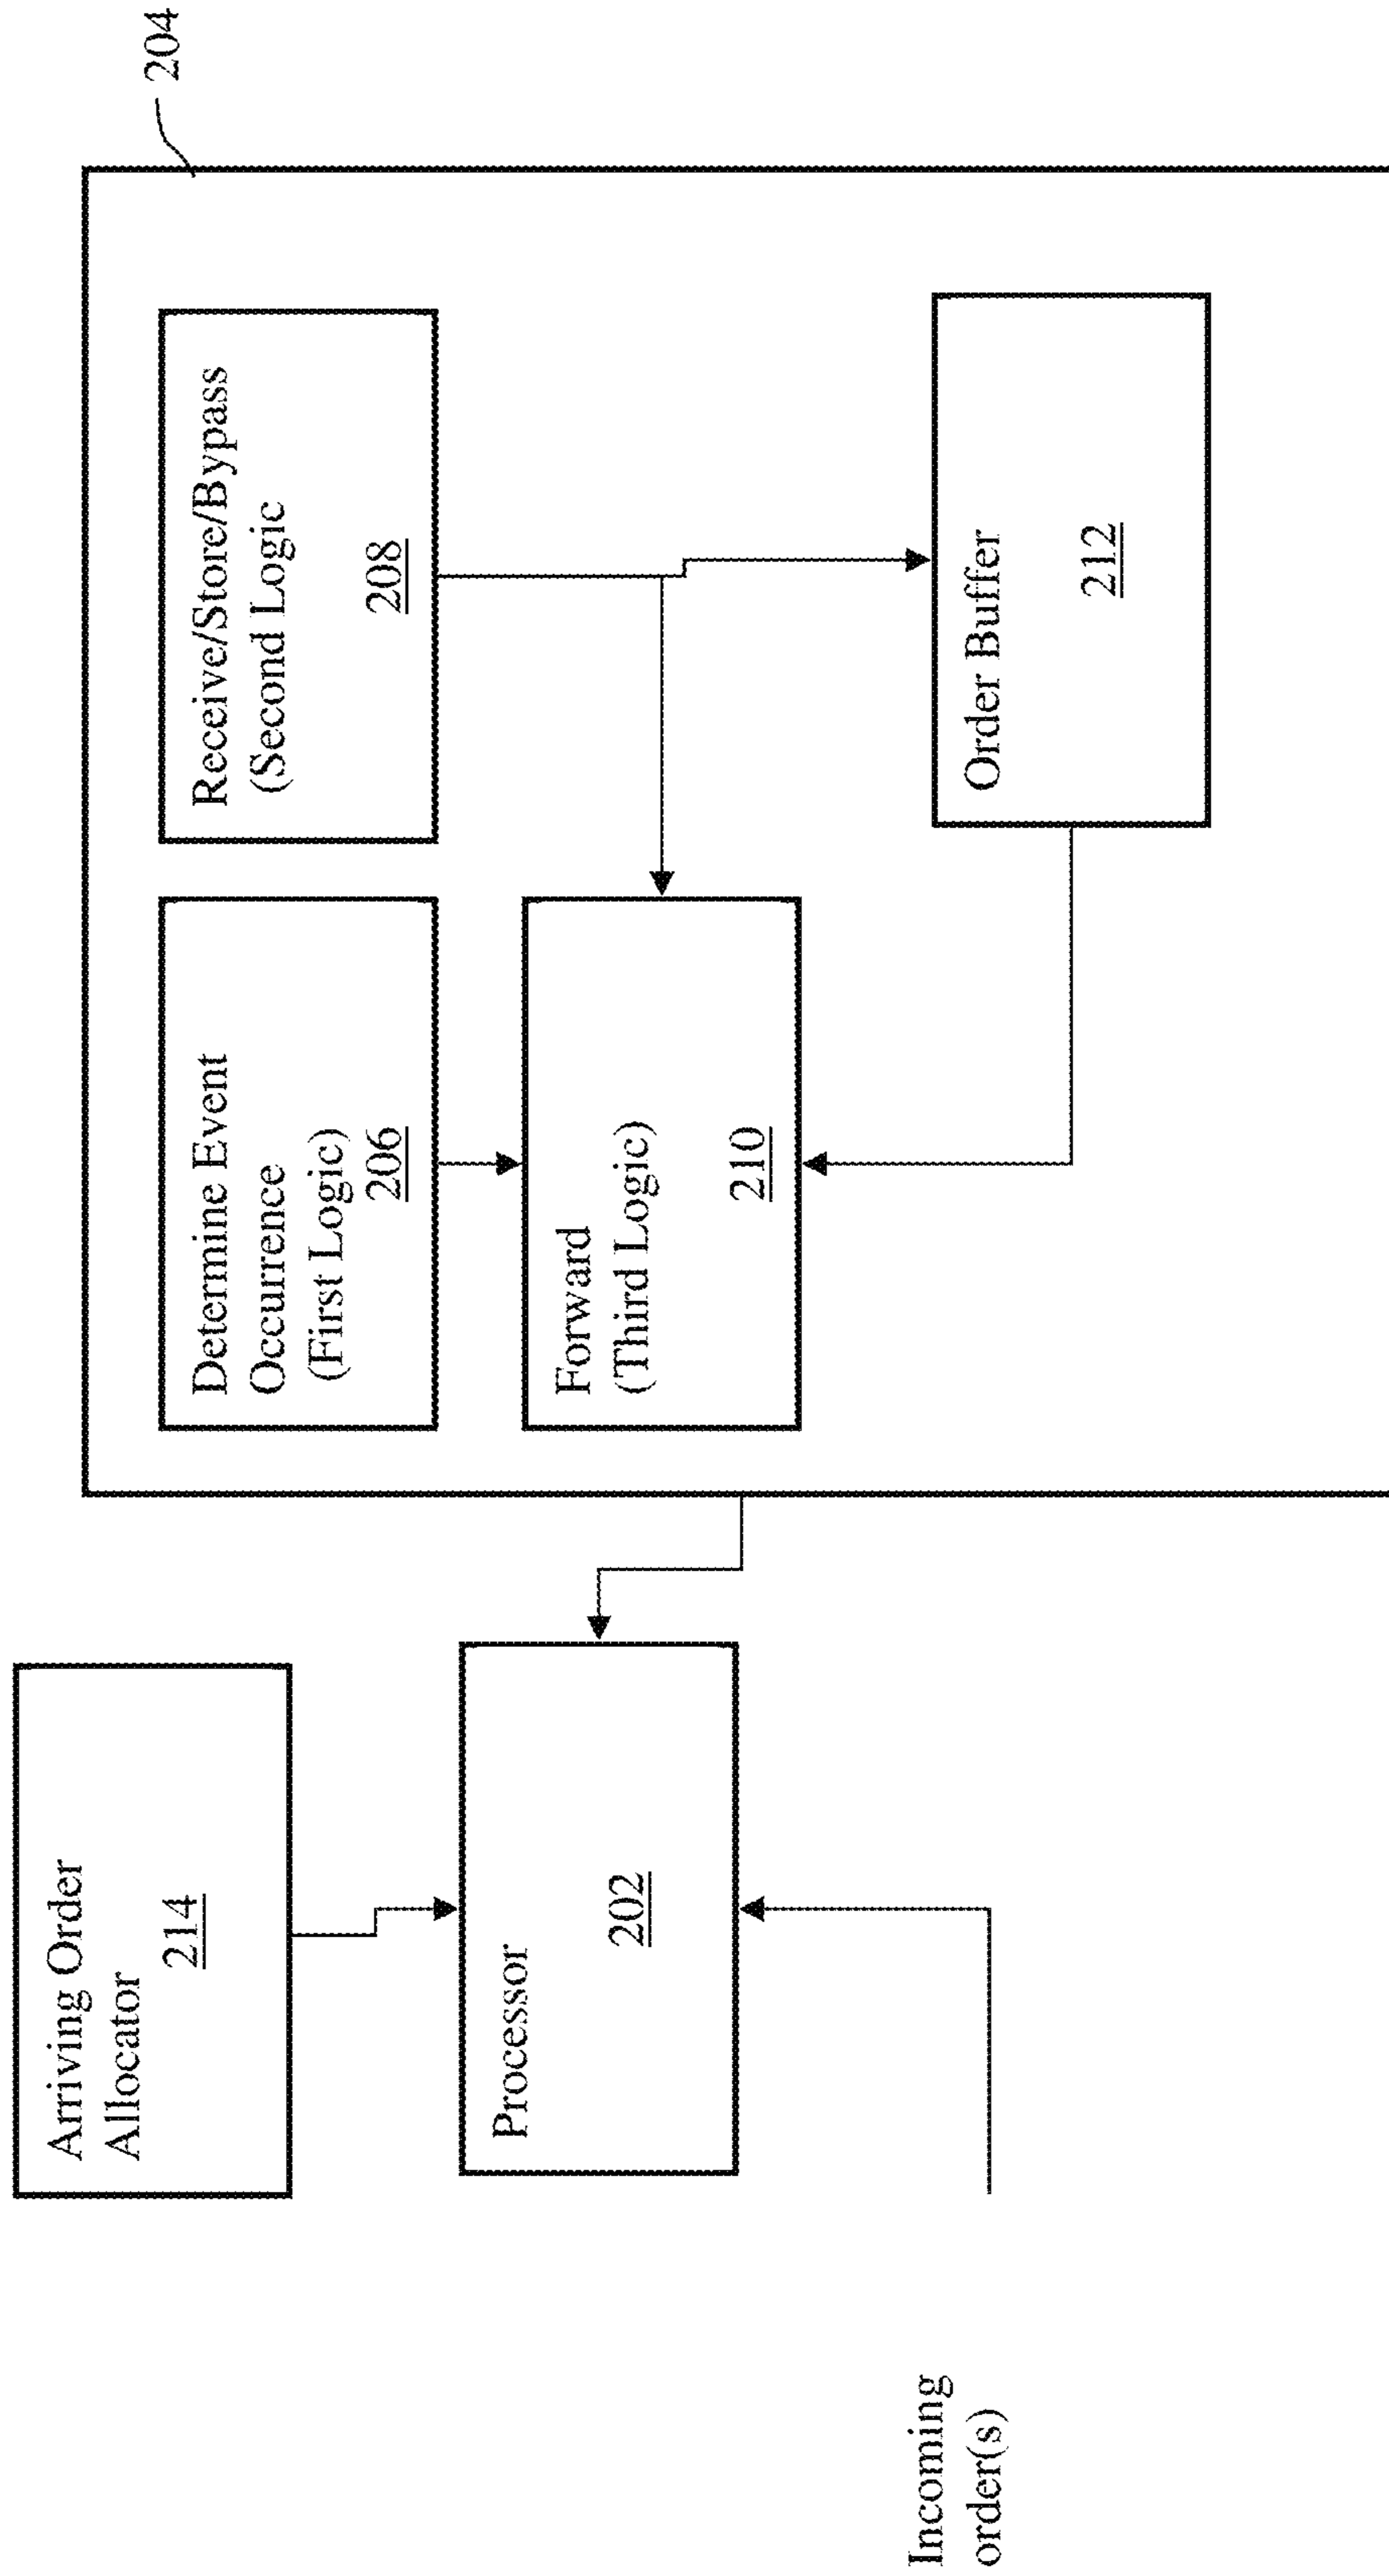 204
Receive/Store/Bypass
(Second Logic
208
Determine Event
Occurrence
(First Logic)
206
Forward
(Third Logic)
210
Order Buffer
212
Arriving Order
Allocator
214
Processor
202
Incoming
order(s)